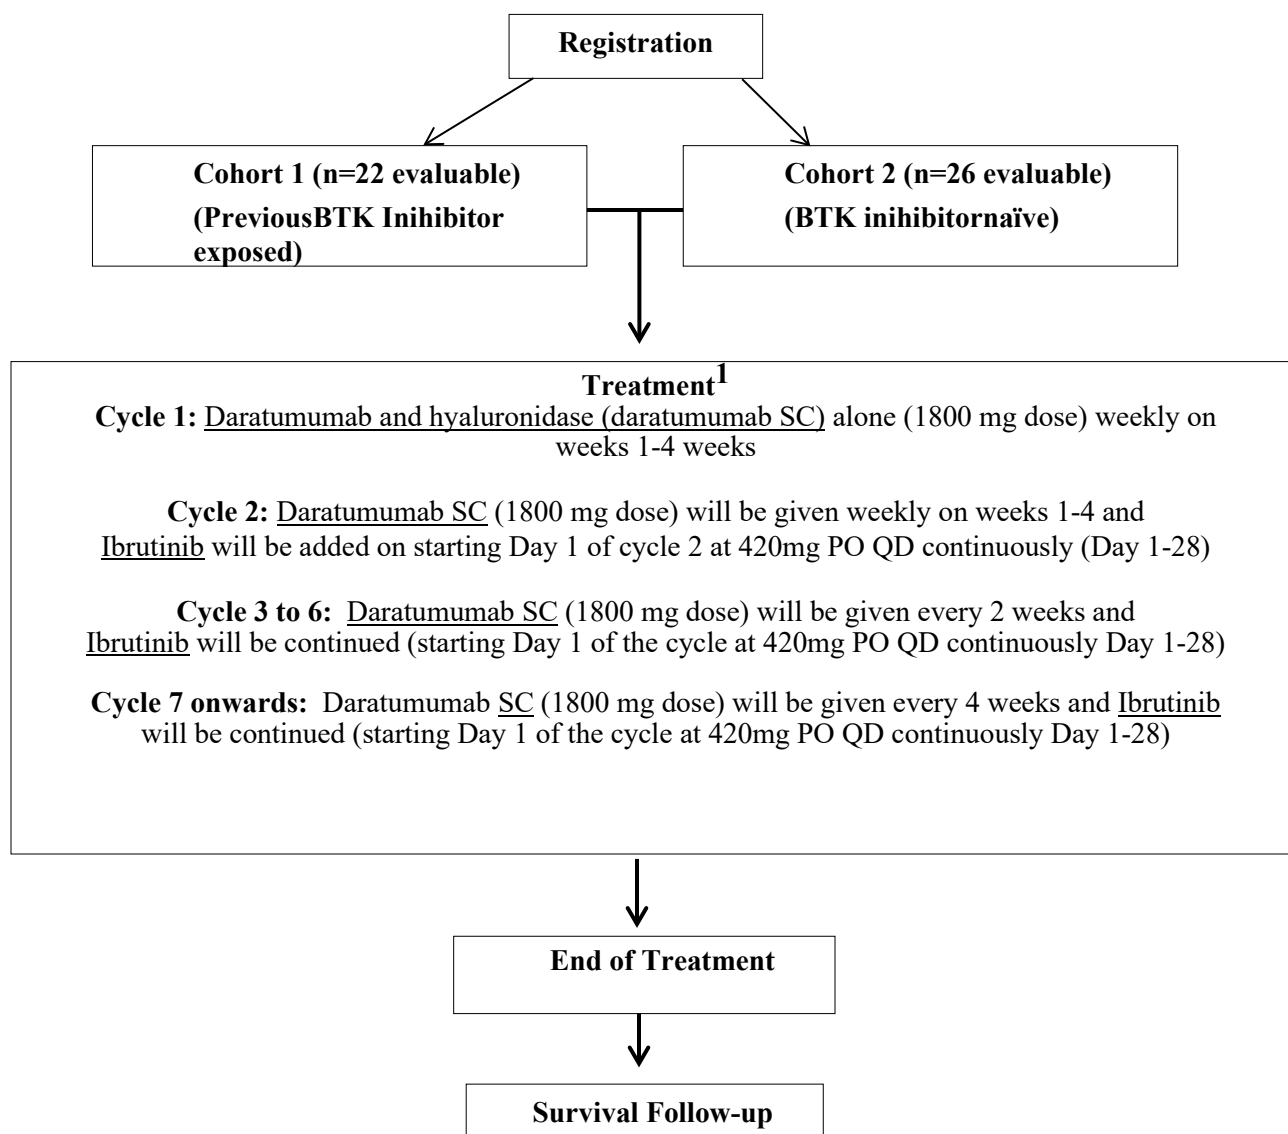 Registration
Cohort 1 (n=22 evaluable)
(PreviousBTK Inihibitor
exposed)
Cohort 2 (n=26 evaluable)
(BTK inihibitornaïve)
Treatment1
Cycle 1: Daratumumab and hyaluronidase (daratumumab SC) alone (1800 mg dose) weekly on
weeks 1-4 weeks
Cycle 2: Daratumumab SC (1800 mg dose) will be given weekly on weeks 1-4 and
Ibrutinib will be added on starting Day 1 of cycle 2 at 420mg PO QD continuously (Day 1-28)
Cycle 3 to 6: Daratumumab SC (1800 mg dose) will be given every 2 weeks and
Ibrutinib will be continued (starting Day 1 of the cycle at 420mg PO QD continuously Day 1-28)
Cycle 7 onwards: Daratumumab SC (1800 mg dose) will be given every 4 weeks and Ibrutinib
will be continued (starting Day 1 of the cycle at 420mg PO QD continuously Day 1-28)
End of Treatment
Survival Follow-up